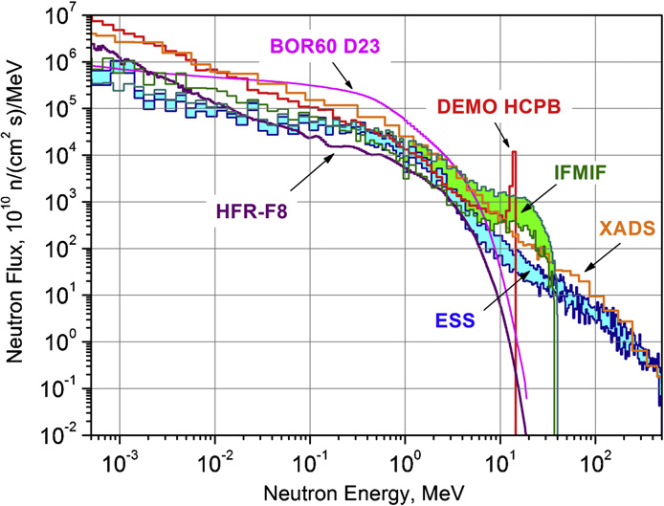 10⁷
10⁶
10⁵
10⁴
10³
10²
10¹
10⁰
10⁻¹
10⁻²
Neutron Flux, 10¹⁰ n/(cm² s)/MeV
BOR60 D23
DEMO HCPB
IFMIF
HFR-F8
XADS
ESS
10⁻³ 10⁻² 10⁻¹ 10⁰ 10¹ 10²
Neutron Energy, MeV